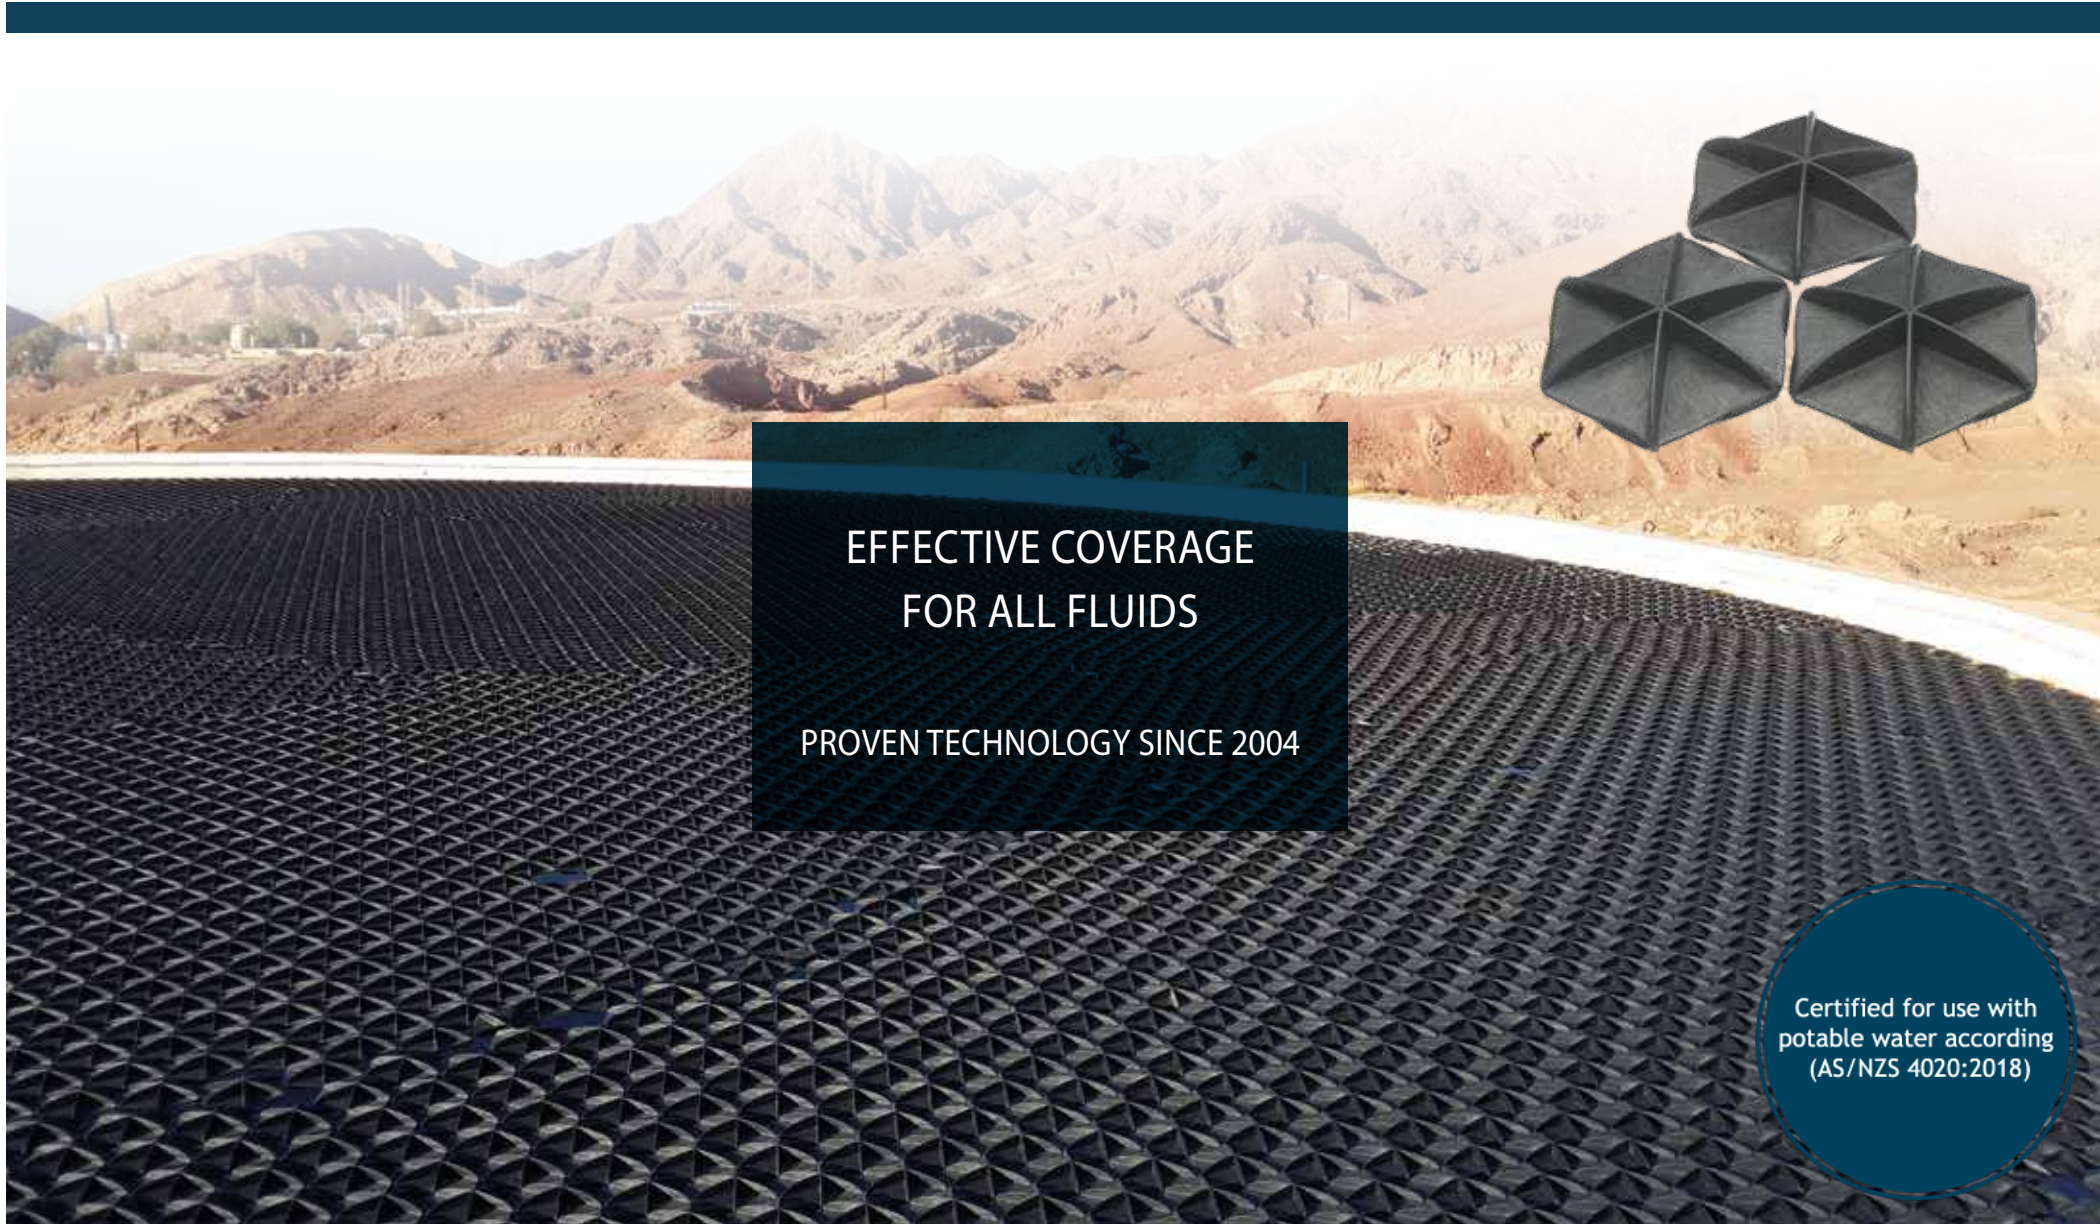 EFFECTIVE COVERAGE
FOR ALL FLUIDS
PROVEN TECHNOLOGY SINCE 2004
Certified for use with
potable water according
(AS/NZS 4020:2018)